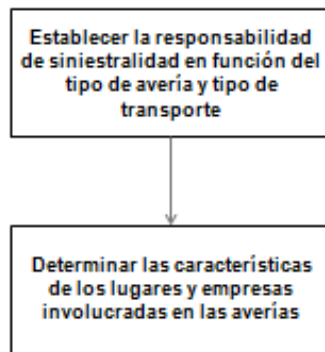 Establecer la responsabilidad
de siniestralidad en función del
tipo de avería y tipo de
transporte
Determinar las características
de los lugares y empresas
involucradas en las averías